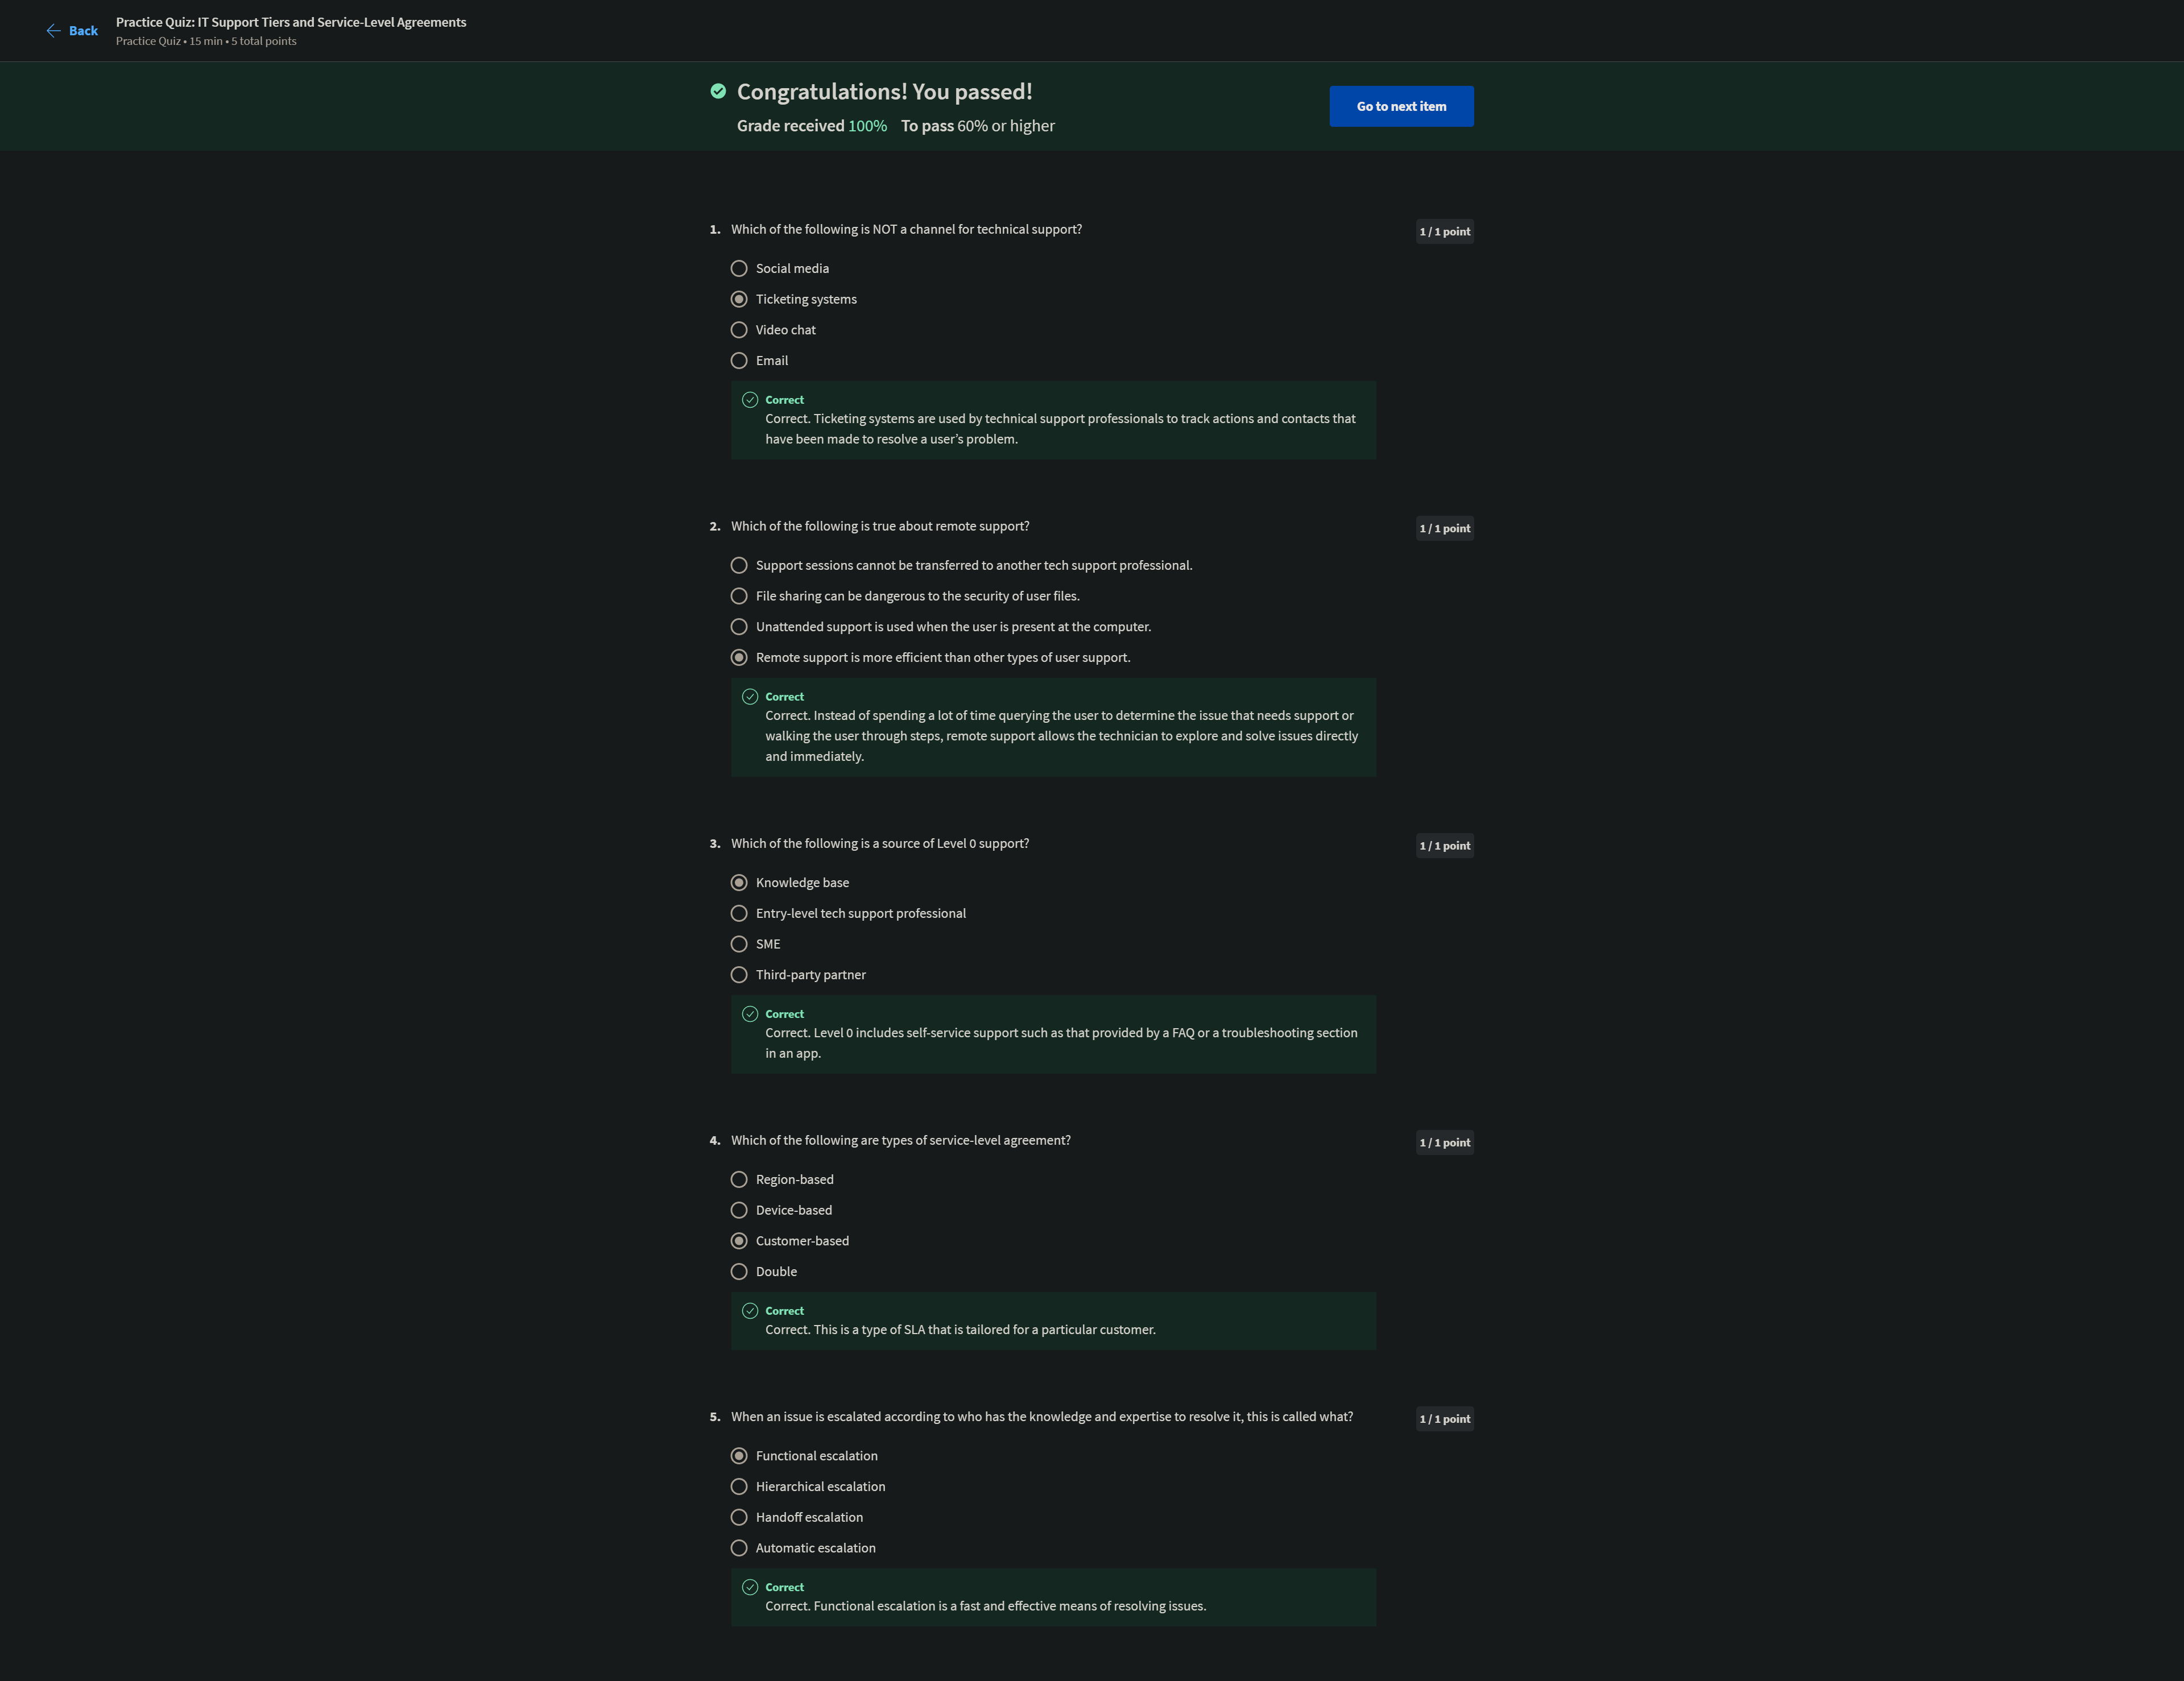 Back
Practice Quiz: IT Support Tiers and Service-Level Agreements
Practice Quiz • 15 min • 5 total points
Congratulations! You passed!
Grade received 100% To pass 60% or higher
Go to next item
1. Which of the following is NOT a channel for technical support?
1 / 1 point
Social media
Ticketing systems
Video chat
Email
Correct
Correct. Ticketing systems are used by technical support professionals to track actions and contacts that
have been made to resolve a user’s problem.
2. Which of the following is true about remote support?
1 / 1 point
Support sessions cannot be transferred to another tech support professional.
File sharing can be dangerous to the security of user files.
Unattended support is used when the user is present at the computer.
Remote support is more efficient than other types of user support.
Correct
Correct. Instead of spending a lot of time querying the user to determine the issue that needs support or
walking the user through steps, remote support allows the technician to explore and solve issues directly
and immediately.
3. Which of the following is a source of Level 0 support?
1 / 1 point
Knowledge base
Entry-level tech support professional
SME
Third-party partner
Correct
Correct. Level 0 includes self-service support such as that provided by a FAQ or a troubleshooting section
in an app.
4. Which of the following are types of service-level agreement?
1 / 1 point
Region-based
Device-based
Customer-based
Double
Correct
Correct. This is a type of SLA that is tailored for a particular customer.
5. When an issue is escalated according to who has the knowledge and expertise to resolve it, this is called what?
1 / 1 point
Functional escalation
Hierarchical escalation
Handoff escalation
Automatic escalation
Correct
Correct. Functional escalation is a fast and effective means of resolving issues.